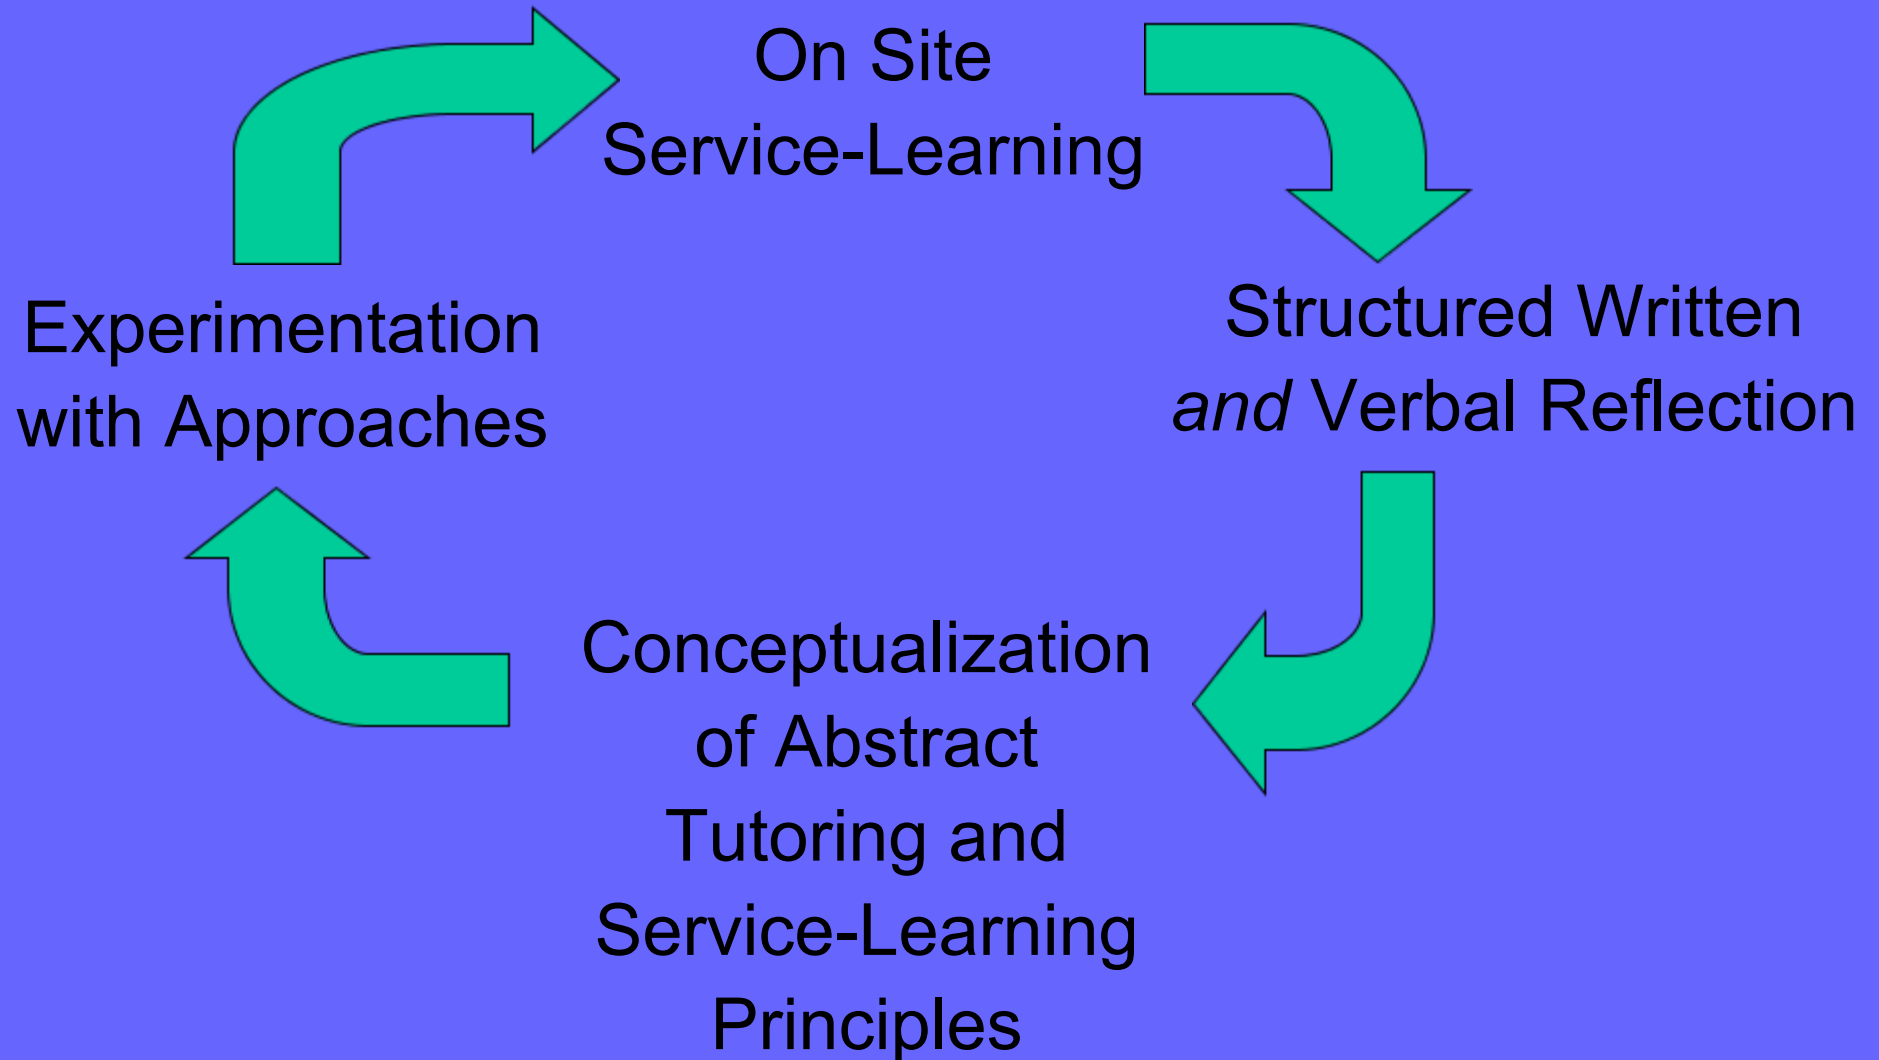 On Site
Service-Learning
Structured Written
and Verbal Reflection
Conceptualization
of Abstract
Tutoring and
Service-Learning
Principles
Experimentation
with Approaches